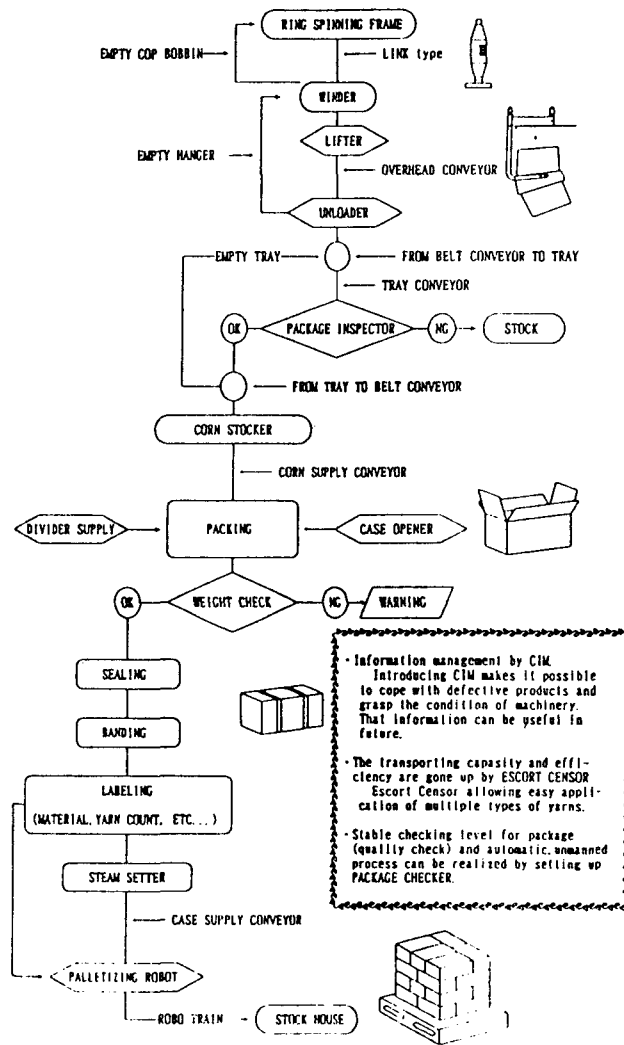 RING SPINNING FRAME
EMPTY COP BOBBIN
LINK type
WINDER
LIFTER
EMPTY HANGER
OVERHEAD CONVEYOR
UNLOADER
EMPTY TRAY
FROM BELT CONVEYOR TO TRAY
TRAY CONVEYOR
OK
PACKAGE INSPECTOR
NG
STOCK
FROM TRAY TO BELT CONVEYOR
CORN STOCKER
CORN SUPPLY CONVEYOR
DIVIDER SUPPLY
PACKING
CASE OPENER
OK
WEIGHT CHECK
NG
WARNING
SEALING
BANDING
LABELING
(MATERIAL, YARN COUNT, ETC...)
STEAM SETTER
CASE SUPPLY CONVEYOR
PALLETIZING ROBOT
ROBO TRAIN
STOCK HOUSE
· Information management by CIM.
Introducing CIM makes it possible
to cope with defective products and
grasp the condition of machinery.
That information can be useful in
future.
· The transporting capacity and effi-
ciency are gone up by ESCORT CENSOR
Escort Censor allowing easy appli-
cation of multiple types of yarns.
· Stable checking level for package
(quality check) and automatic, unmanned
process can be realized by setting up
PACKAGE CHECKER.